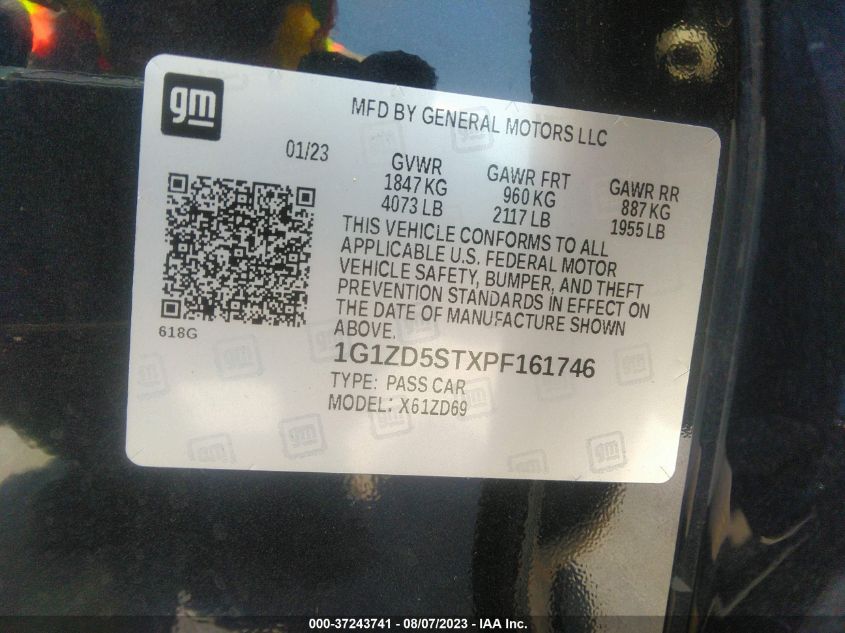 gm
MFD BY GENERAL MOTORS LLC
01/23
GVWR GAWR FRT GAWR RR
1847 KG 960 KG 887 KG
4073 LB 2117 LB 1955 LB
THIS VEHICLE CONFORMS TO ALL
APPLICABLE U.S. FEDERAL MOTOR
VEHICLE SAFETY, BUMPER, AND THEFT
PREVENTION STANDARDS IN EFFECT ON
THE DATE OF MANUFACTURE SHOWN
ABOVE.
618G
1G1ZD5STXPF161746
TYPE: PASS CAR
MODEL: X61ZD69
000-37243741 - 08/07/2023 - IAA Inc.